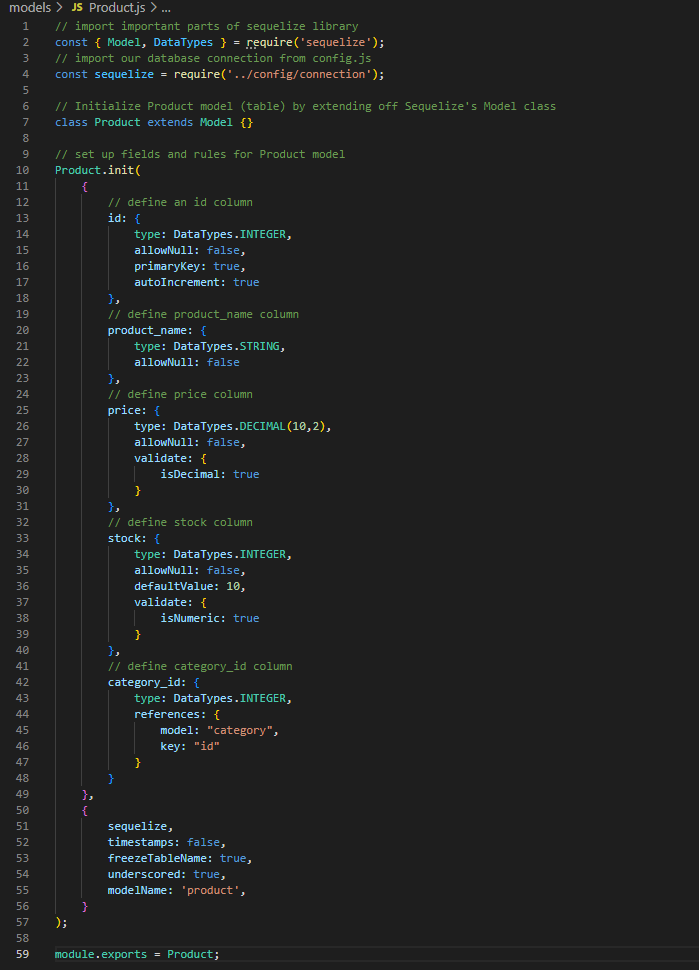 models > JS Product.js > ...
1 // import important parts of sequelize library
2 const { Model, DataTypes } = require('sequelize');
3 // import our database connection from config.js
4 const sequelize = require('../config/connection');
5
6 // Initialize Product model (table) by extending off Sequelize's Model class
7 class Product extends Model {}
8
9 // set up fields and rules for Product model
10 Product.init(
11     {
12         // define an id column
13         id: {
14             type: DataTypes.INTEGER,
15             allowNull: false,
16             primaryKey: true,
17             autoIncrement: true
18         },
19         // define product_name column
20         product_name: {
21             type: DataTypes.STRING,
22             allowNull: false
23         },
24         // define price column
25         price: {
26             type: DataTypes.DECIMAL(10,2),
27             allowNull: false,
28             validate: {
29                 isDecimal: true
30             }
31         },
32         // define stock column
33         stock: {
34             type: DataTypes.INTEGER,
35             allowNull: false,
36             defaultValue: 10,
37             validate: {
38                 isNumeric: true
39             }
40         },
41         // define category_id column
42         category_id: {
43             type: DataTypes.INTEGER,
44             references: {
45                 model: "category",
46                 key: "id"
47             }
48         }
49     },
50     {
51         sequelize,
52         timestamps: false,
53         freezeTableName: true,
54         underscored: true,
55         modelName: 'product',
56     }
57 );
58
59 module.exports = Product;